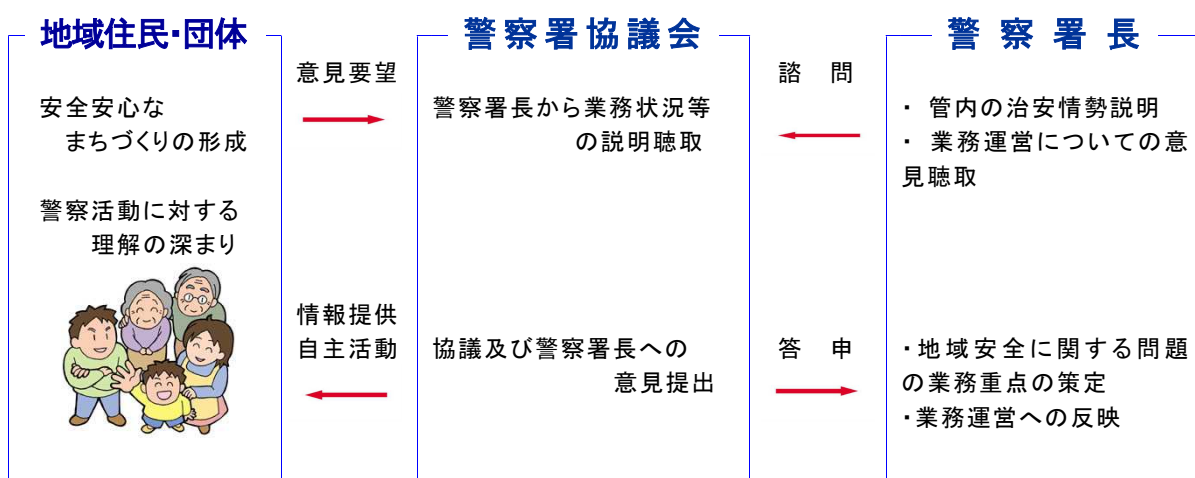 地域住民・団体
安全安心な
まちづくりの形成
警察活動に対する
理解の深まり
意見要望
情報提供
自主活動
警察署協議会
警察署長から業務状況等
の説明聴取
協議及び警察署長への
意見提出
諮 問
答 申
警察署長
・ 管内の治安情勢説明
・ 業務運営についての意
見聴取
・地域安全に関する問題
の業務重点の策定
・業務運営への反映